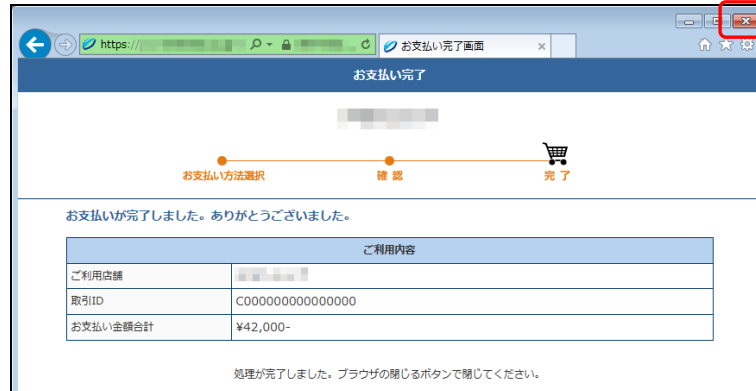 https://
お支払い完了画面
お支払い完了
お支払い方法選択
確 認
完 了
お支払いが完了しました。ありがとうございました。
ご利用内容
ご利用店舗
取引ID C000000000000000
お支払い金額合計 ¥42,000-
処理が完了しました。ブラウザの閉じるボタンで閉じてください。